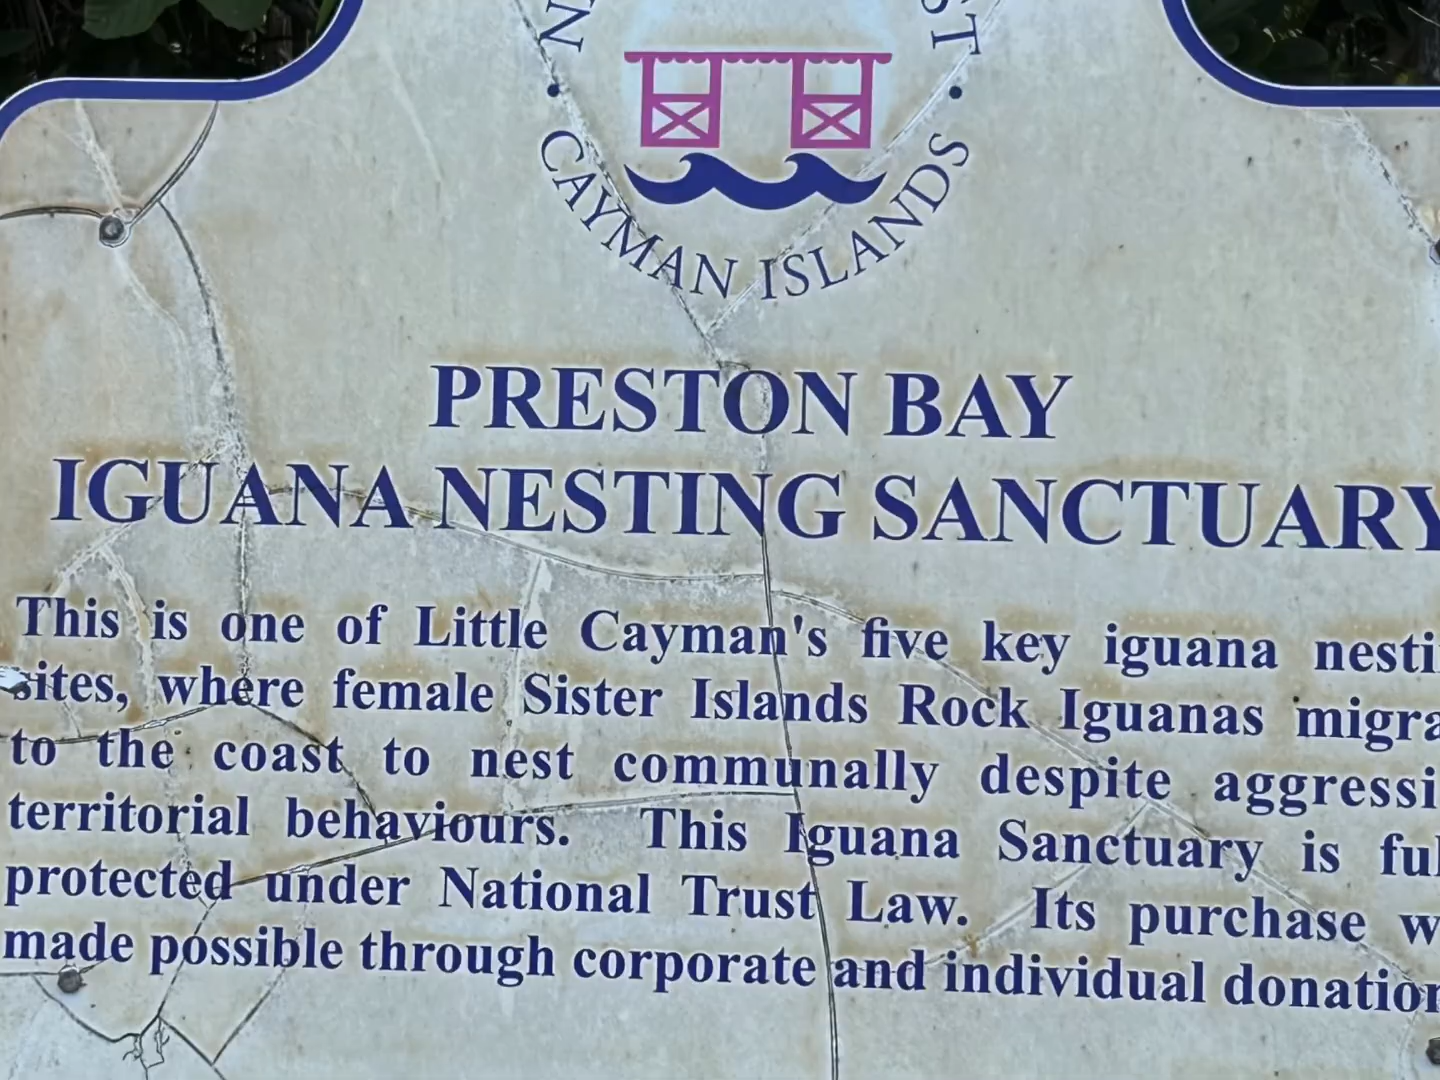 CAYMAN ISLANDS
PRESTON BAY
IGUANA NESTING SANCTUARY
This is one of Little Cayman's five key iguana nesti
sites, where female Sister Islands Rock Iguanas migra
to the coast to nest communally despite aggressi
territorial behaviours. This Iguana Sanctuary is ful
protected under National Trust Law. Its purchase w
made possible through corporate and individual donation